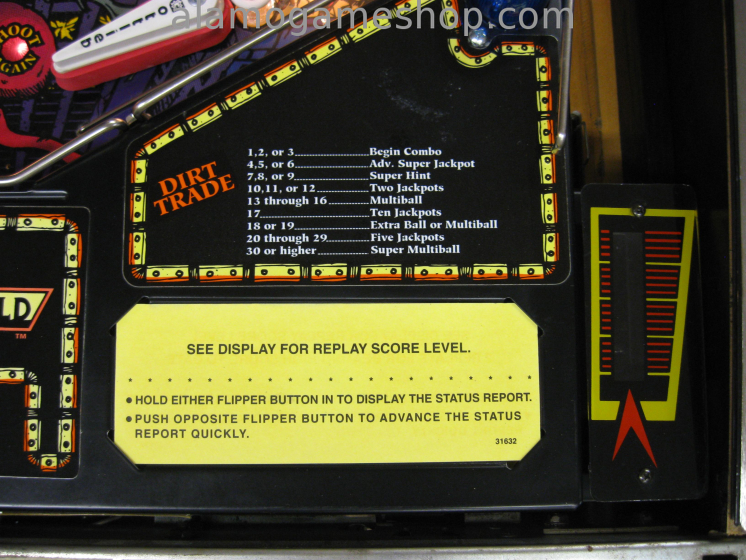 alamogameshop.com
SHOOT
AGAIN
DIRT
TRADE
1,2, or 3 Begin Combo
4,5, or 6 Adv. Super Jackpot
7,8, or 9 Super Hint
10,11, or 12 Two Jackpots
13 through 16 Multiball
17 Ten Jackpots
18 or 19 Extra Ball or Multiball
20 through 29 Five Jackpots
30 or higher Super Multiball
LD
TM
SEE DISPLAY FOR REPLAY SCORE LEVEL.
* * * * * * * * * * * * * * * * * * * * *
● HOLD EITHER FLIPPER BUTTON IN TO DISPLAY THE STATUS REPORT.
● PUSH OPPOSITE FLIPPER BUTTON TO ADVANCE THE STATUS
REPORT QUICKLY.
31632